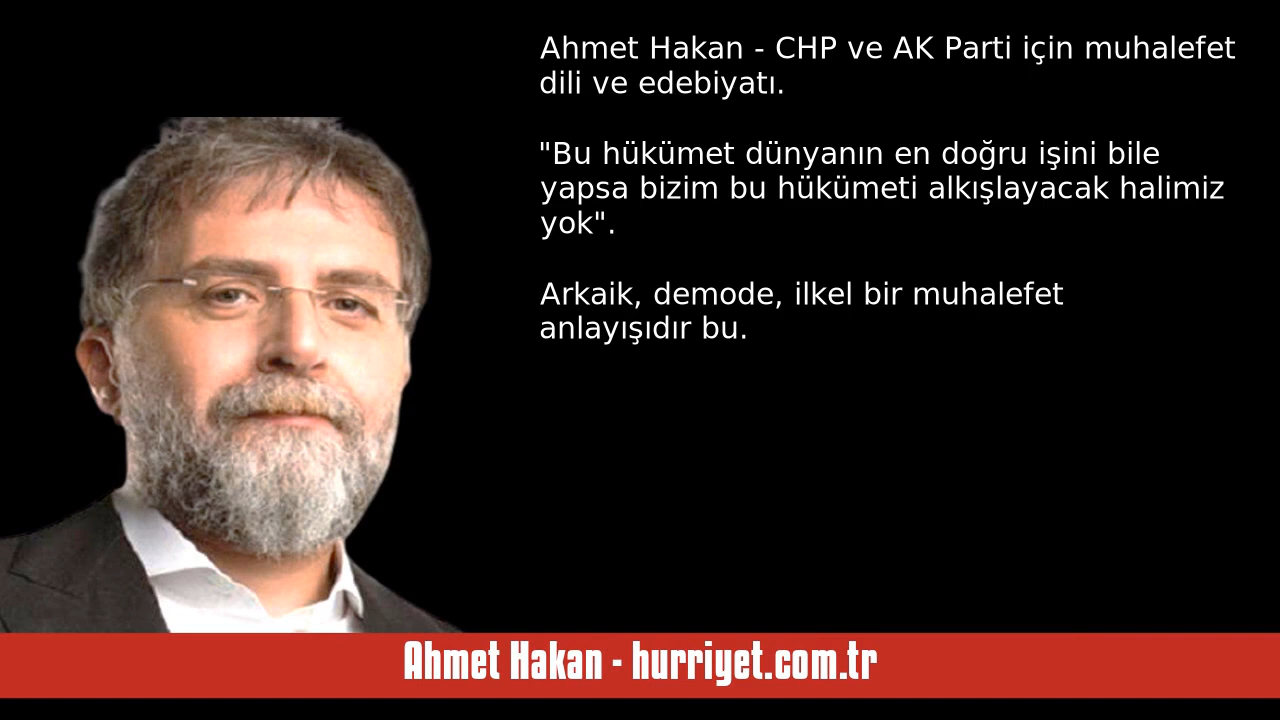 Ahmet Hakan - CHP ve AK Parti için muhalefet
dili ve edebiyatı.
"Bu hükümet dünyanın en doğru işini bile
yapsa bizim bu hükümeti alkışlayacak halimiz
yok".
Arkaik, demode, ilkel bir muhalefet
anlayışıdır bu.
Ahmet Hakan - hurriyet.com.tr